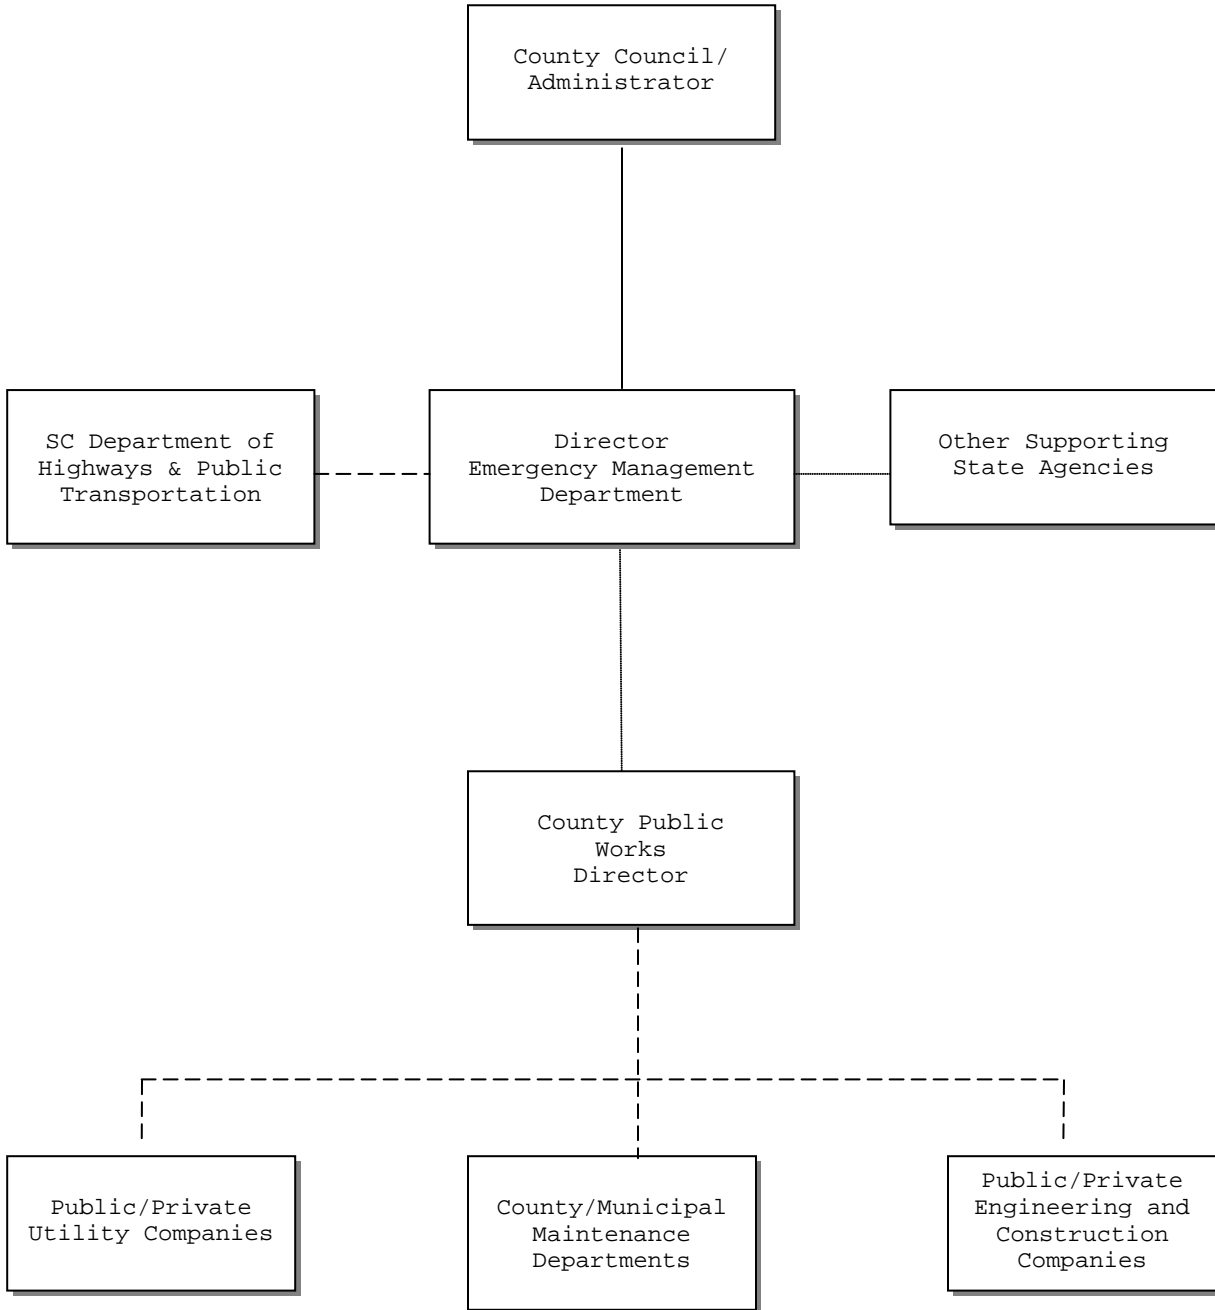 County Council/
Administrator
SC Department of
Highways & Public
Transportation
Director
Emergency Management
Department
Other Supporting
State Agencies
County Public
Works
Director
Public/Private
Utility Companies
County/Municipal
Maintenance
Departments
Public/Private
Engineering and
Construction
Companies